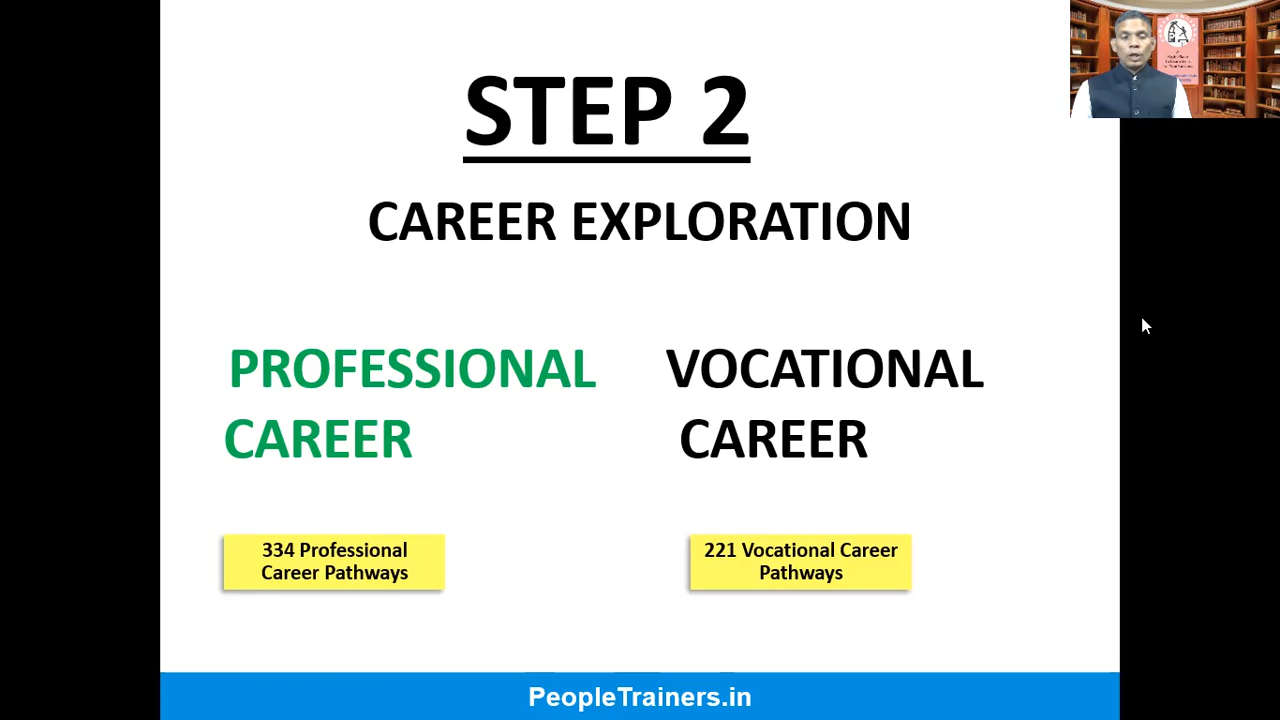 STEP 2
CAREER EXPLORATION
PROFESSIONAL
CAREER
VOCATIONAL
CAREER
334 Professional
Career Pathways
221 Vocational Career
Pathways
PeopleTrainers.in